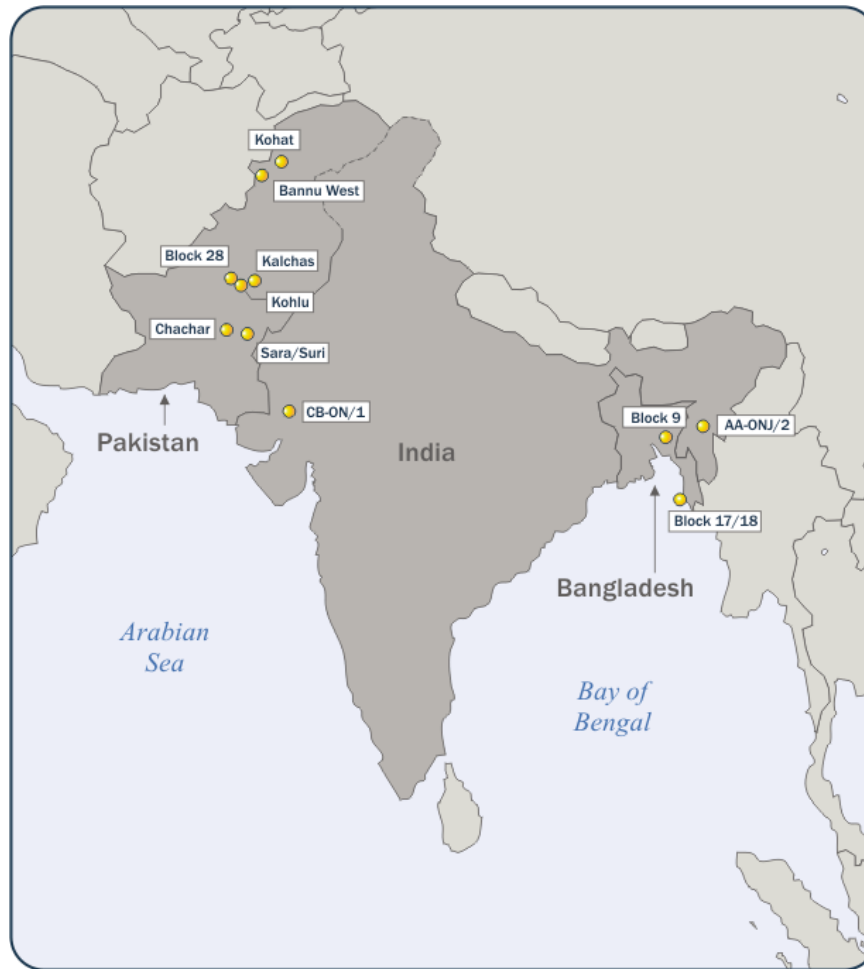 Kohat
Bannu West
Block 28
Kalchas
Kohlu
Chachar
Sara/Suri
CB-ON/1
Block 9
AA-ONJ/2
Pakistan
India
Block 17/18
Bangladesh
Arabian
Sea
Bay of
Bengal